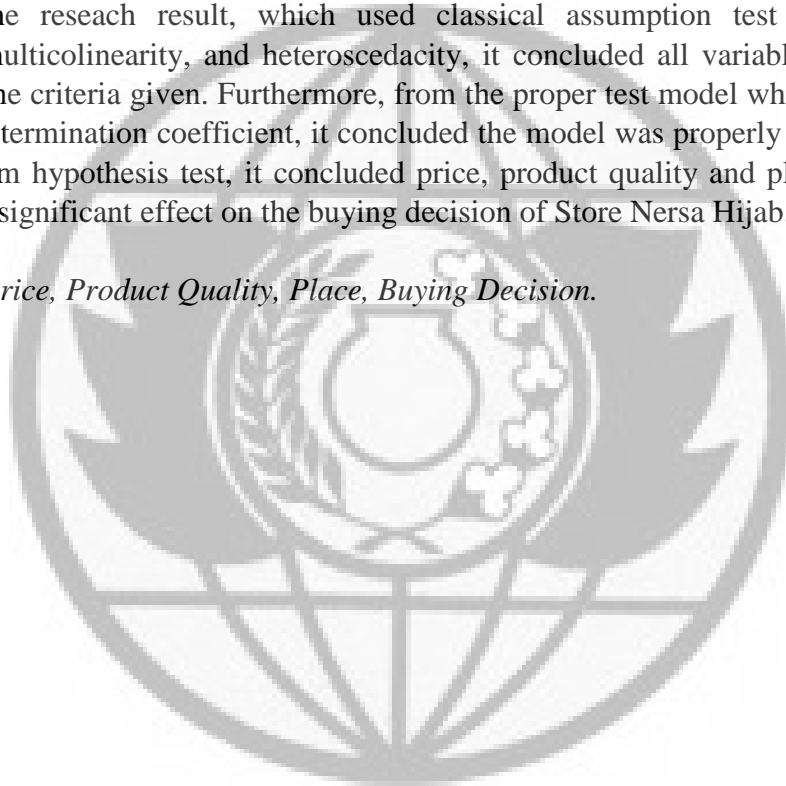 he reseach result, which used classical assumption test
ulticolinearity, and heteroscedacity, it concluded all variabl
he criteria given. Furthermore, from the proper test model wh
termination coefficient, it concluded the model was properly
m hypothesis test, it concluded price, product quality and pl
significant effect on the buying decision of Store Nersa Hijab.
rice, Product Quality, Place, Buying Decision.